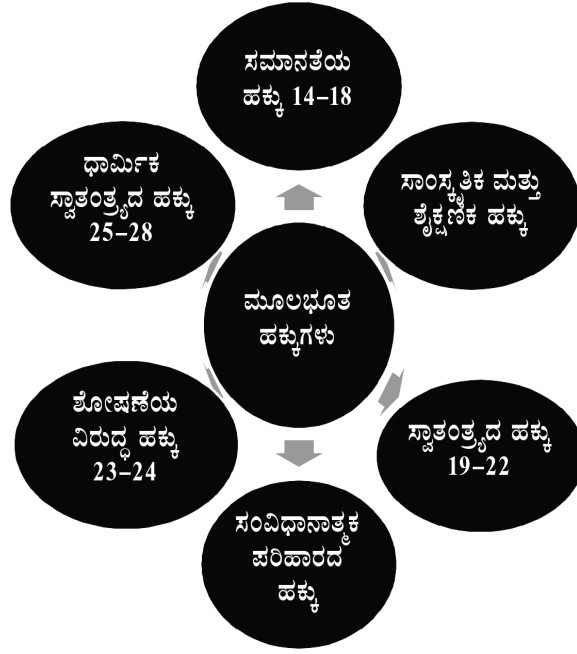 ಸಮಾನತೆಯ
ಹಕ್ಕು 14–18
ಧಾರ್ಮಿಕ
ಸ್ವಾತಂತ್ರ್ಯದ ಹಕ್ಕು
25–28
ಸಾಂಸ್ಕೃತಿಕ ಮತ್ತು
ಶೈಕ್ಷಣಿಕ ಹಕ್ಕು
ಮೂಲಭೂತ
ಹಕ್ಕುಗಳು
ಶೋಷಣೆಯ
ವಿರುದ್ಧ ಹಕ್ಕು
23–24
ಸ್ವಾತಂತ್ರ್ಯದ ಹಕ್ಕು
19–22
ಸಂವಿಧಾನಾತ್ಮಕ
ಪರಿಹಾರದ
ಹಕ್ಕು